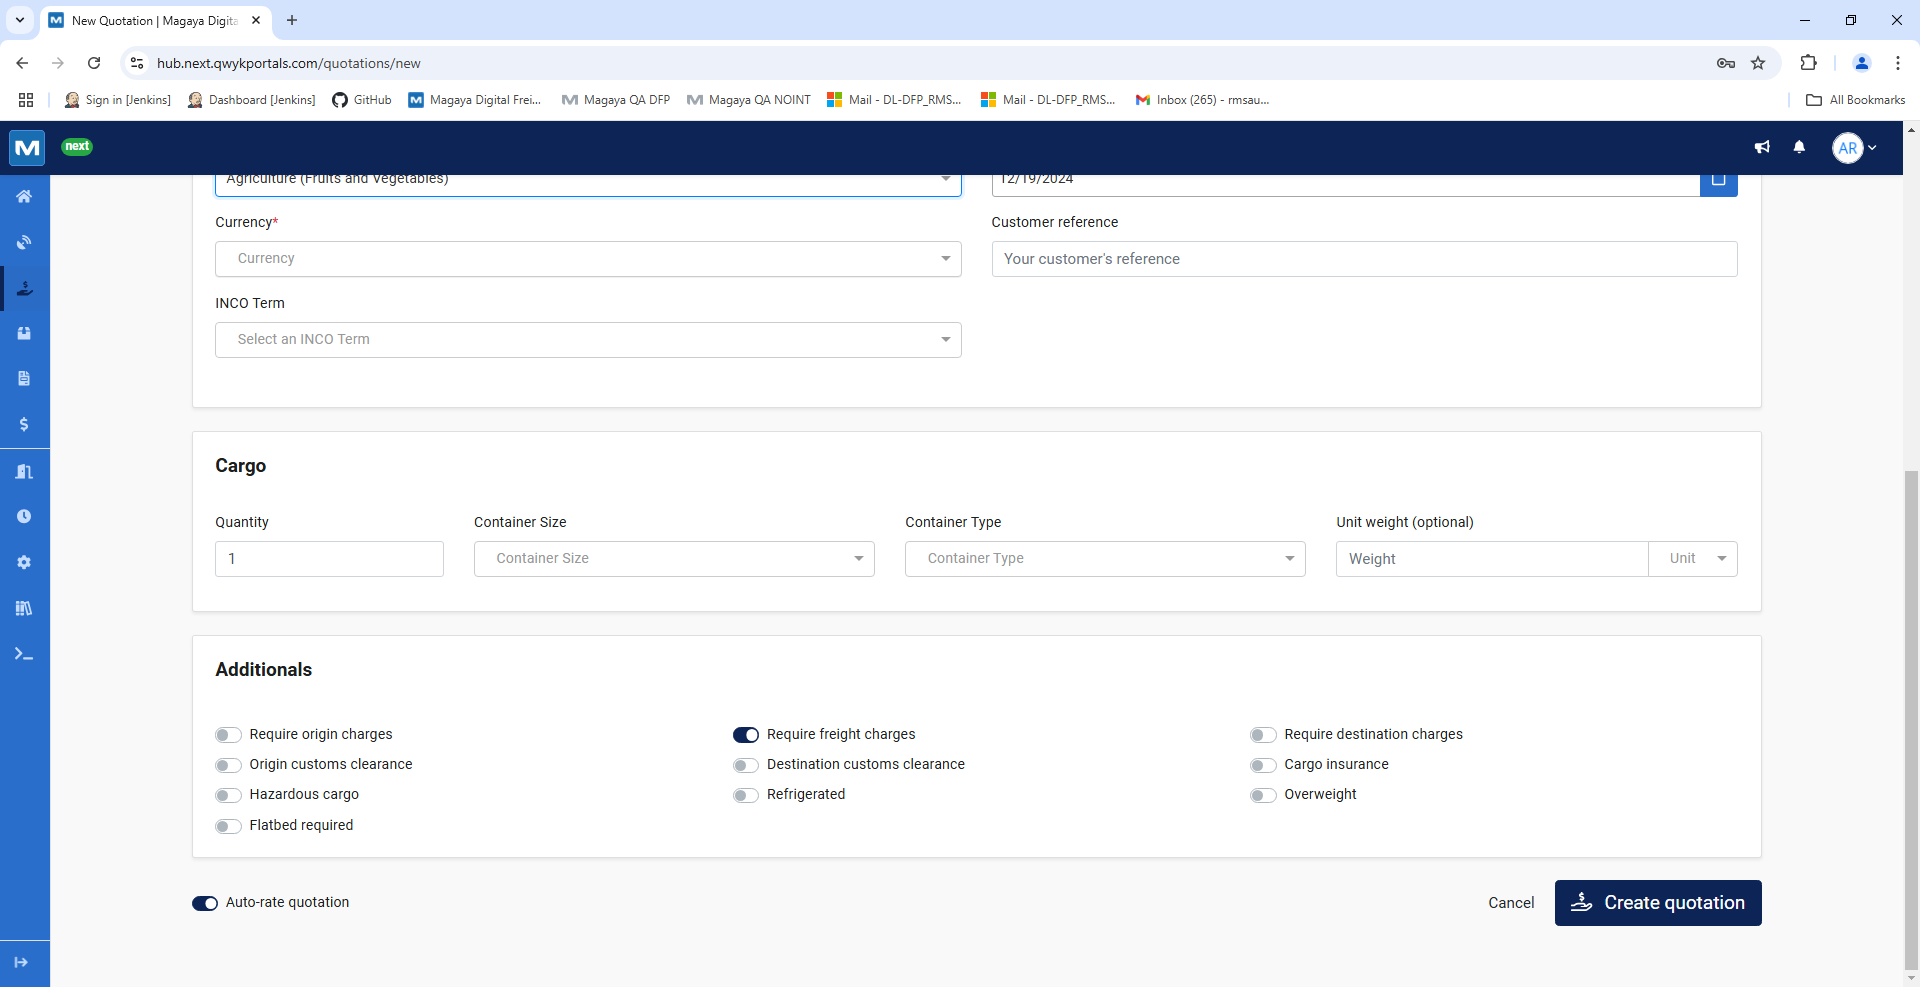 New Quotation | Magaya Digita
hub.next.qwykportals.com/quotations/new
Sign in [Jenkins]
Dashboard [Jenkins]
GitHub
Magaya Digital Frei...
Magaya QA DFP
Magaya QA NOINT
Mail - DL-DFP_RMS...
Mail - DL-DFP_RMS...
Inbox (265) - rmsau...
All Bookmarks
next
AR
Agriculture (Fruits and Vegetables)
12/19/2024
Currency*
Customer reference
Currency
Your customer's reference
INCO Term
Select an INCO Term
Cargo
Quantity
Container Size
Container Type
Unit weight (optional)
1
Container Size
Container Type
Weight
Unit
Additionals
Require origin charges
Require freight charges
Require destination charges
Origin customs clearance
Destination customs clearance
Cargo insurance
Hazardous cargo
Refrigerated
Overweight
Flatbed required
Auto-rate quotation
Cancel
Create quotation